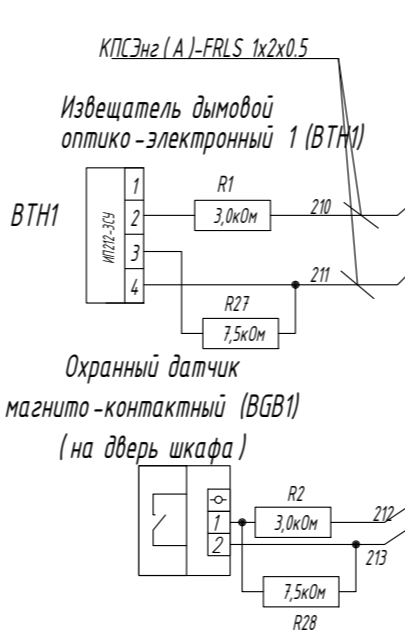 КПСЭнг(А)-FRLS 1х2х0.5
Извещатель дымовой
оптико-электронный 1 (BTH1)
BTH1
ИП212-3СУ
1
2
3
4
R1
3,0кОм
210
211
R27
7,5кОм
Охранный датчик
магнито-контактный (BGB1)
(на дверь шкафа)
1
2
R2
3,0кОм
212
213
7,5кОм
R28